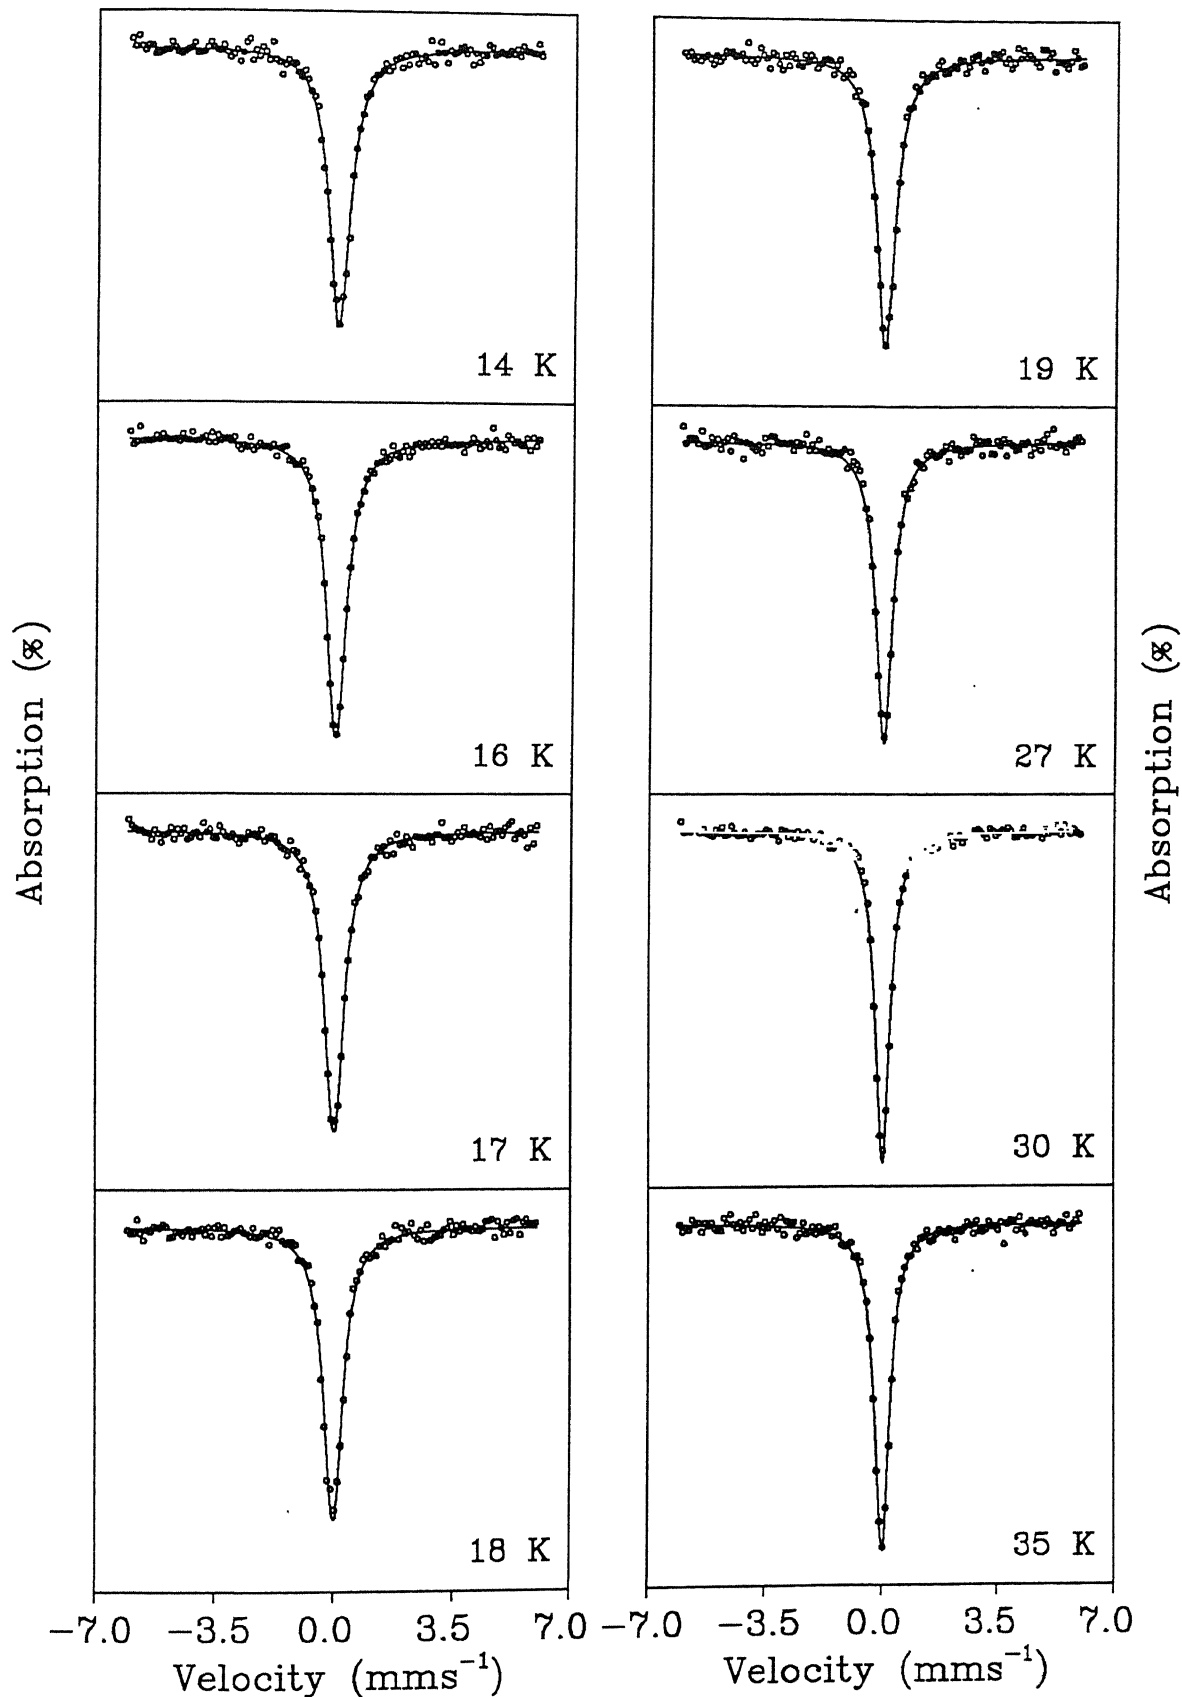 14 K
16 K
17 K
18 K
19 K
27 K
30 K
35 K
Absorption (%)
Absorption (%)
−7.0 −3.5 0.0 3.5 7.0
−7.0 −3.5 0.0 3.5 7.0
Velocity (mms⁻¹)
Velocity (mms⁻¹)